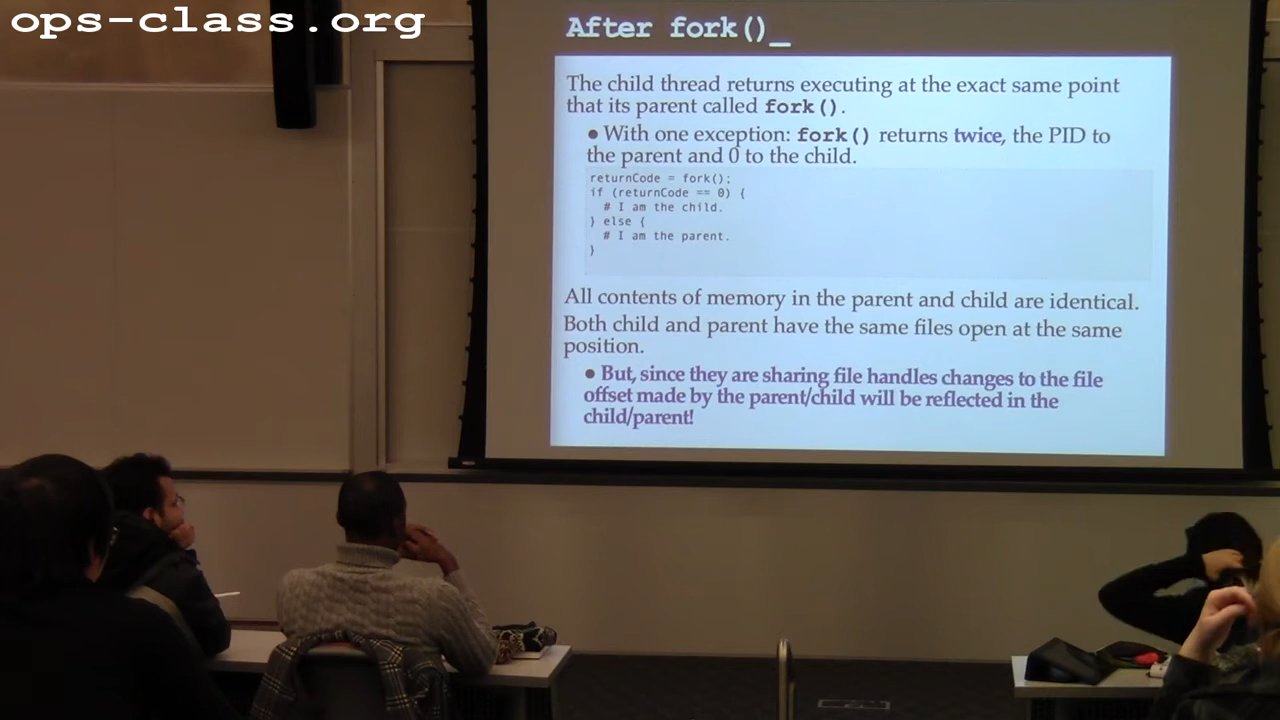 ops-class.org
After fork()_
The child thread returns executing at the exact same point
that its parent called fork().
● With one exception: fork() returns twice, the PID to
the parent and 0 to the child.
returnCode = fork();
if (returnCode == 0) {
# I am the child.
} else {
# I am the parent.
}
All contents of memory in the parent and child are identical.
Both child and parent have the same files open at the same
position.
● But, since they are sharing file handles changes to the file
offset made by the parent/child will be reflected in the
child/parent!